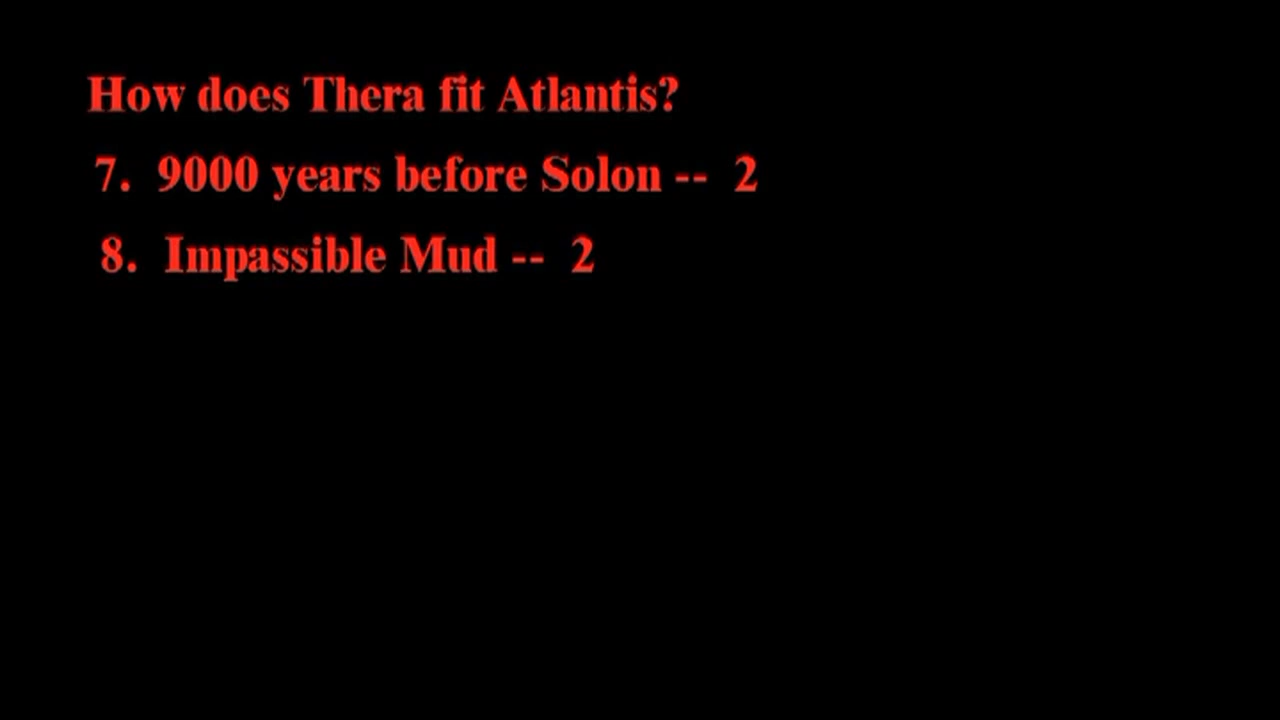 How does Thera fit Atlantis?
7. 9000 years before Solon -- 2
8. Impassible Mud -- 2